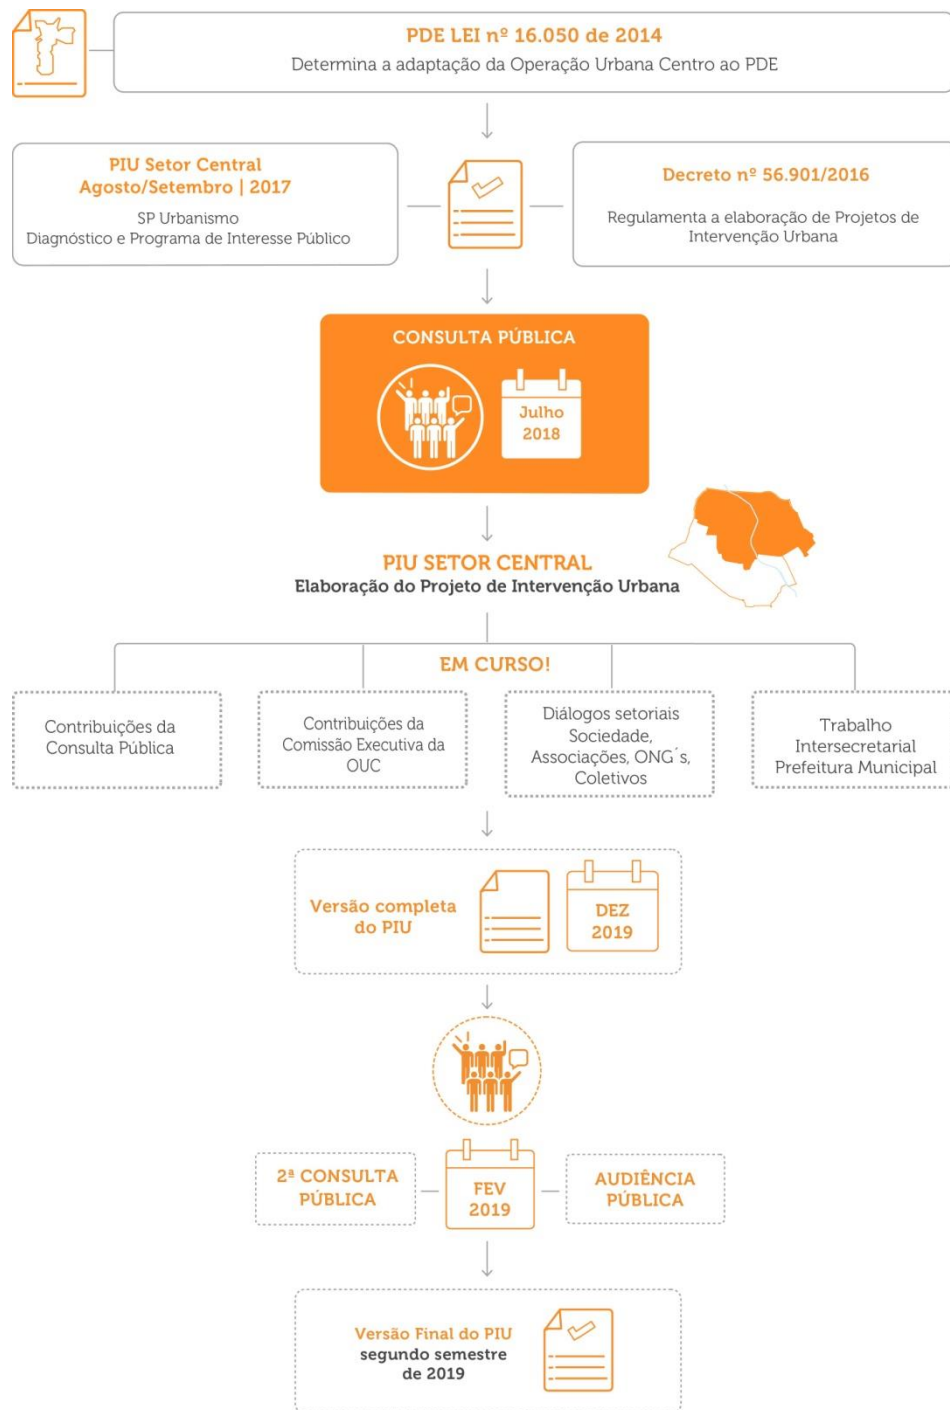 PDE LEI nº 16.050 de 2014
Determina a adaptação da Operação Urbana Centro ao PDE
PIU Setor Central
Agosto/Setembro | 2017
SP Urbanismo
Diagnóstico e Programa de Interesse Público
Decreto nº 56.901/2016
Regulamenta a elaboração de Projetos de
Intervenção Urbana
CONSULTA PÚBLICA
Julho
2018
PIU SETOR CENTRAL
Elaboração do Projeto de Intervenção Urbana
EM CURSO!
Contribuições da
Consulta Pública
Contribuições da
Comissão Executiva da
OUC
Diálogos setoriais
Sociedade,
Associações, ONG´s,
Coletivos
Trabalho
Intersecretarial
Prefeitura Municipal
Versão completa
do PIU
DEZ
2019
2ª CONSULTA
PÚBLICA
FEV
2019
AUDIÊNCIA
PÚBLICA
Versão Final do PIU
segundo semestre
de 2019